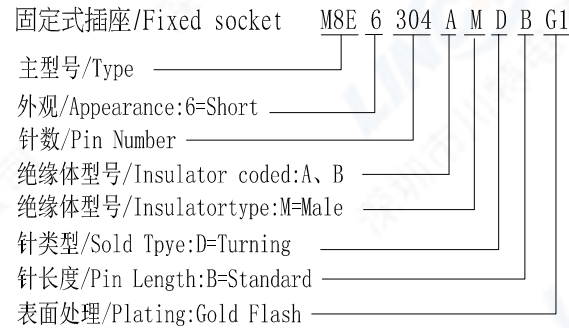 固定式插座/Fixed socket M8E 6 304 A M D B G1
主型号/Type
外观/Appearance:6=Short
针数/Pin Number
绝缘体型号/Insulator coded:A、B
绝缘体型号/Insulatortype:M=Male
针类型/Sold Tpye:D=Turning
针长度/Pin Length:B=Standard
表面处理/Plating:Gold Flash